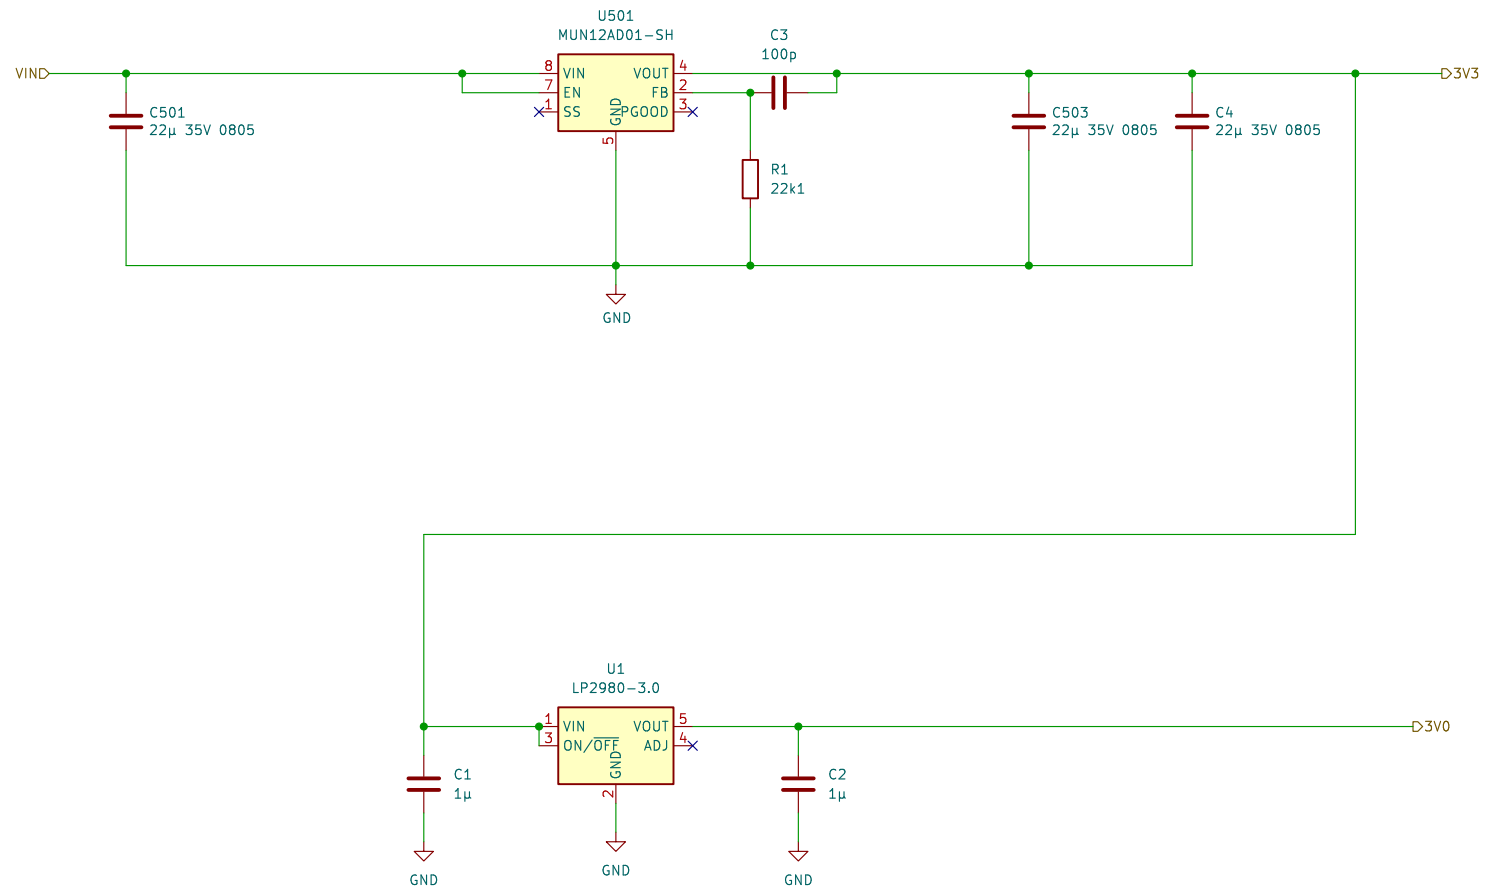 U501
MUN12AD01-SH
VIN
8
VIN
7
EN
1
SS
GND
5
VOUT
4
FB
2
PGOOD
3
C3
100p
3V3
C501
22µ 35V 0805
R1
22k1
C503
22µ 35V 0805
C4
22µ 35V 0805
GND
U1
LP2980-3.0
1
VIN
3
ON/OFF
GND
2
VOUT
5
ADJ
4
3V0
C1
1µ
C2
1µ
GND
GND
GND